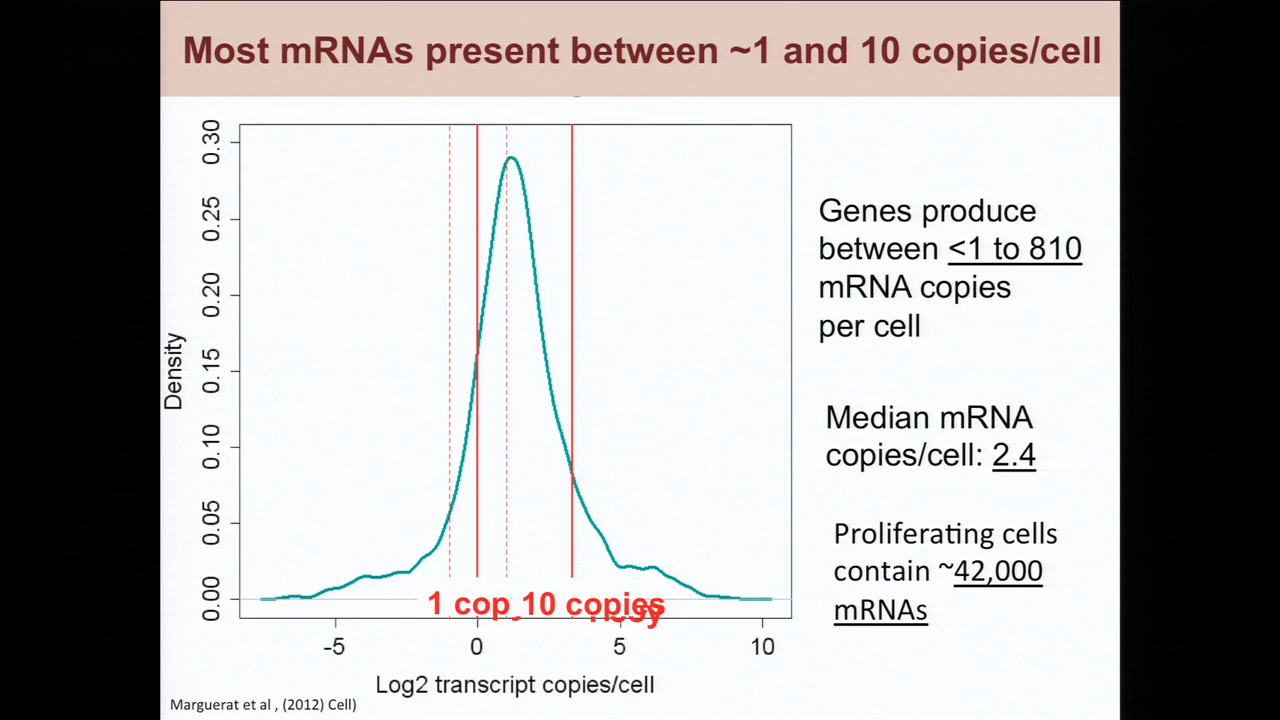 Most mRNAs present between ~1 and 10 copies/cell
Genes produce
between <1 to 810
mRNA copies
per cell
Median mRNA
copies/cell: 2.4
Proliferating cells
contain ~42,000
mRNAs
Density
0.30
0.25
0.20
0.15
0.10
0.05
0.00
1 cop 10 copies
-5 0 5 10
Log2 transcript copies/cell
Marguerat et al , (2012) Cell)